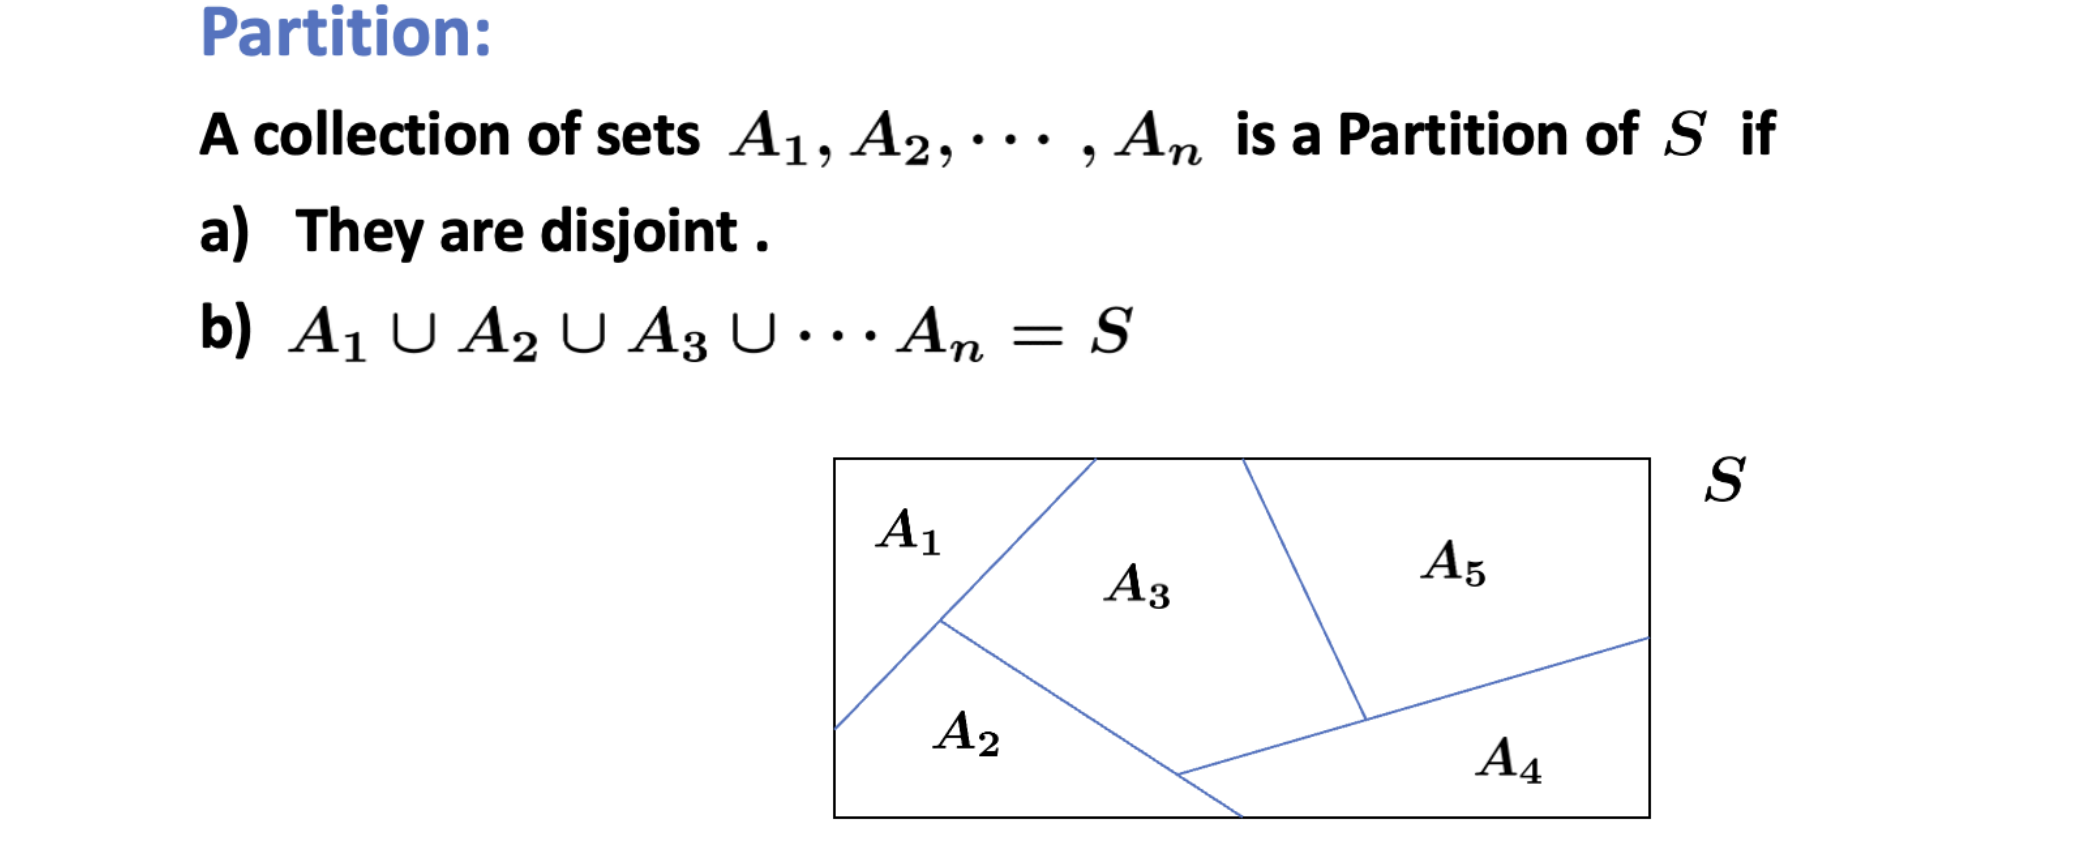 Partition:
A collection of sets A₁, A₂, ⋯ , Aₙ is a Partition of S if
a) They are disjoint .
b) A₁ ∪ A₂ ∪ A₃ ∪ ⋯ Aₙ = S
S
A₁
A₅
A₃
A₂
A₄